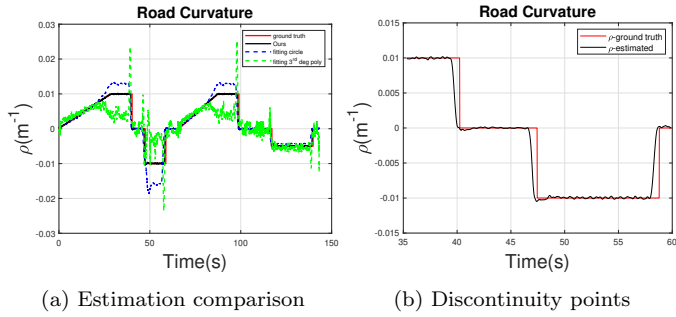 Road Curvature
ground truth
Ours
fitting circle
fitting 3rd deg poly
ρ(m-1)
0.03
0.02
0.01
0
-0.01
-0.02
-0.03
0
50
100
150
Time(s)
(a) Estimation comparison
Road Curvature
ρ-ground truth
ρ-estimated
ρ(m-1)
0.015
0.01
0.005
0
-0.005
-0.01
-0.015
35
40
45
50
55
60
Time(s)
(b) Discontinuity points